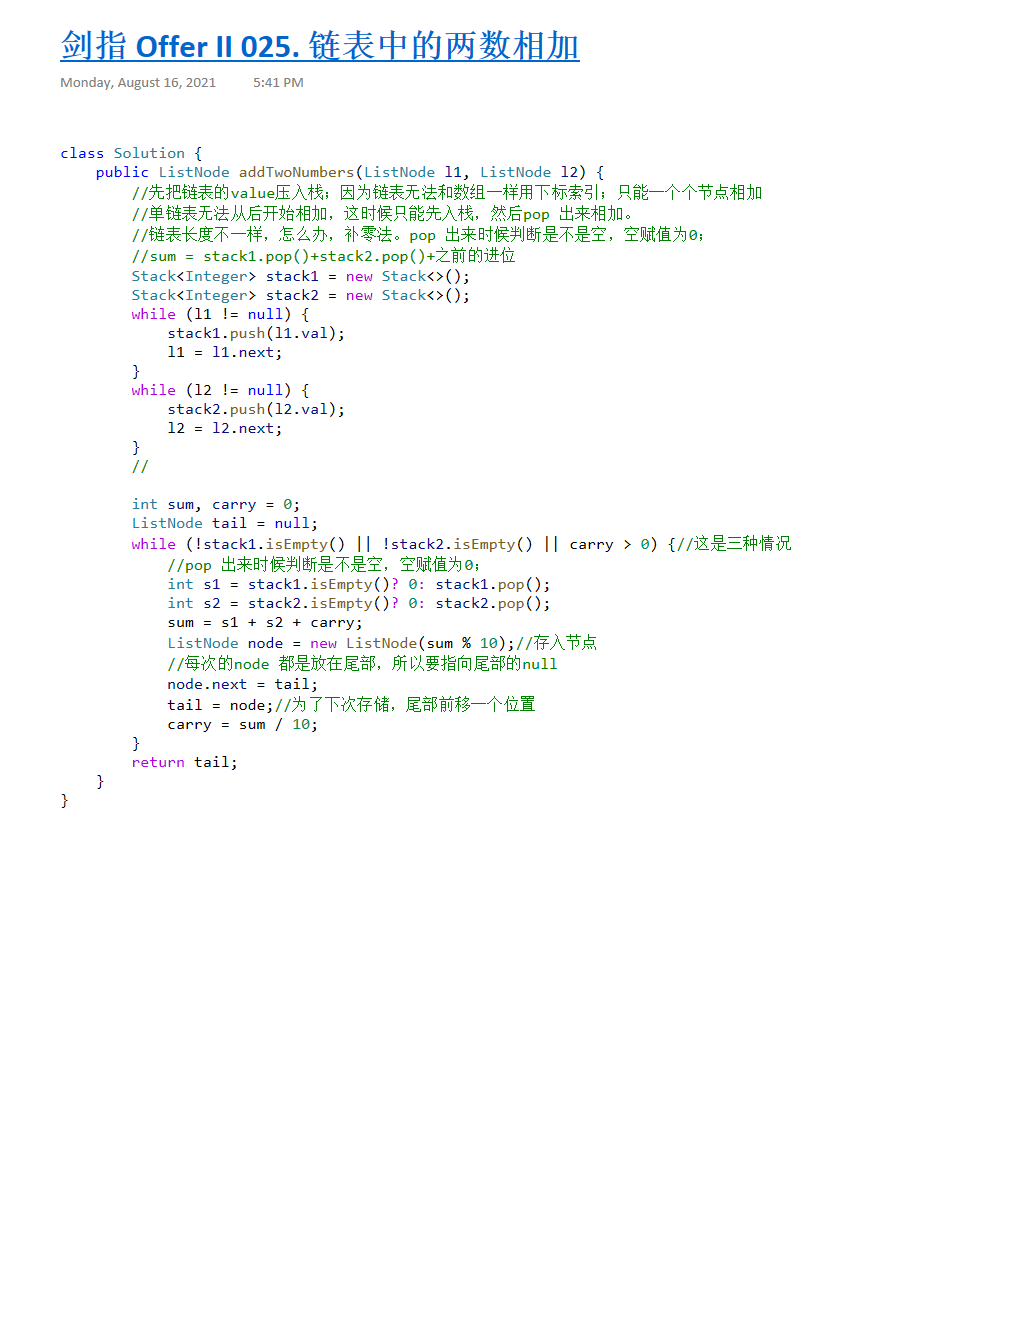 剑指 Offer II 025. 链表中的两数相加
Monday, August 16, 2021 5:41 PM
class Solution {
    public ListNode addTwoNumbers(ListNode l1, ListNode l2) {
        //先把链表的value压入栈；因为链表无法和数组一样用下标索引；只能一个个节点相加
        //单链表无法从后开始相加，这时候只能先入栈，然后pop 出来相加。
        //链表长度不一样，怎么办，补零法。pop 出来时候判断是不是空，空赋值为0；
        //sum = stack1.pop()+stack2.pop()+之前的进位
        Stack<Integer> stack1 = new Stack<>();
        Stack<Integer> stack2 = new Stack<>();
        while (l1 != null) {
            stack1.push(l1.val);
            l1 = l1.next;
        }
        while (l2 != null) {
            stack2.push(l2.val);
            l2 = l2.next;
        }
        //
        int sum, carry = 0;
        ListNode tail = null;
        while (!stack1.isEmpty() || !stack2.isEmpty() || carry > 0) {//这是三种情况
            //pop 出来时候判断是不是空，空赋值为0；
            int s1 = stack1.isEmpty()? 0: stack1.pop();
            int s2 = stack2.isEmpty()? 0: stack2.pop();
            sum = s1 + s2 + carry;
            ListNode node = new ListNode(sum % 10);//存入节点
            //每次的node 都是放在尾部，所以要指向尾部的null
            node.next = tail;
            tail = node;//为了下次存储，尾部前移一个位置
            carry = sum / 10;
        }
        return tail;
    }
}